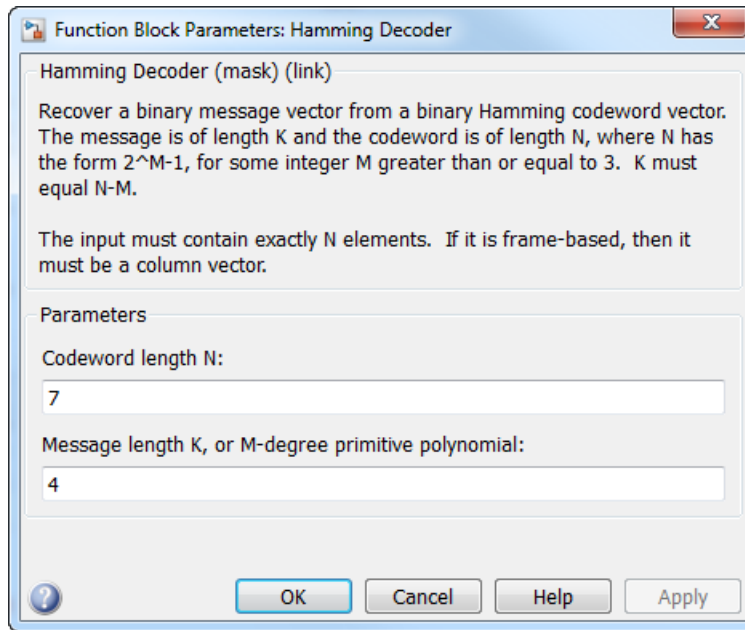 Function Block Parameters: Hamming Decoder
Hamming Decoder (mask) (link)
Recover a binary message vector from a binary Hamming codeword vector.
The message is of length K and the codeword is of length N, where N has
the form 2^M-1, for some integer M greater than or equal to 3.  K must
equal N-M.
The input must contain exactly N elements.  If it is frame-based, then it
must be a column vector.
Parameters
Codeword length N:
7
Message length K, or M-degree primitive polynomial:
4
OK Cancel Help Apply